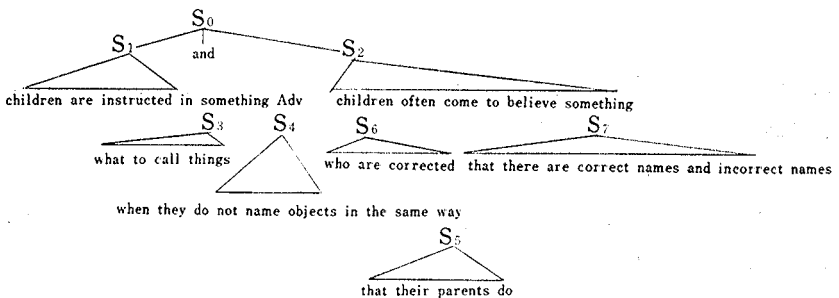 S0
S1 and S2
children are instructed in something Adv children often come to believe something
S3 S4 S6 S7
what to call things who are corrected that there are correct names and incorrect names
when they do not name objects in the same way
S5
that their parents do